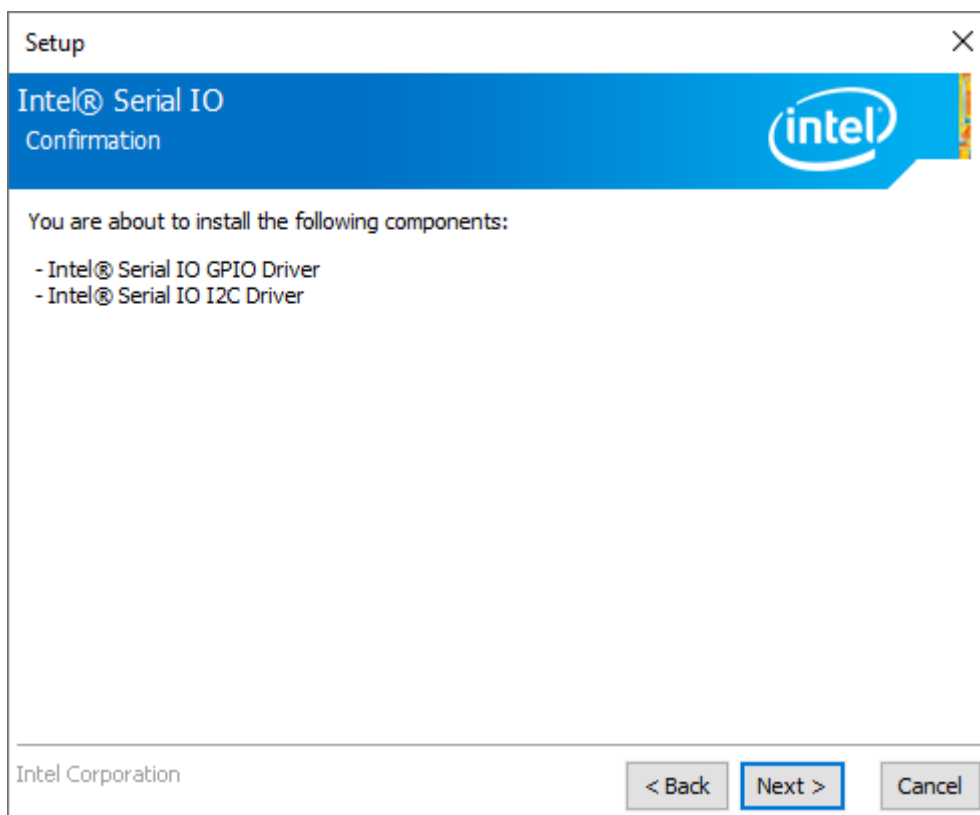 Setup
Intel® Serial IO
Confirmation
intel
You are about to install the following components:
- Intel® Serial IO GPIO Driver
- Intel® Serial IO I2C Driver
Intel Corporation
< Back
Next >
Cancel